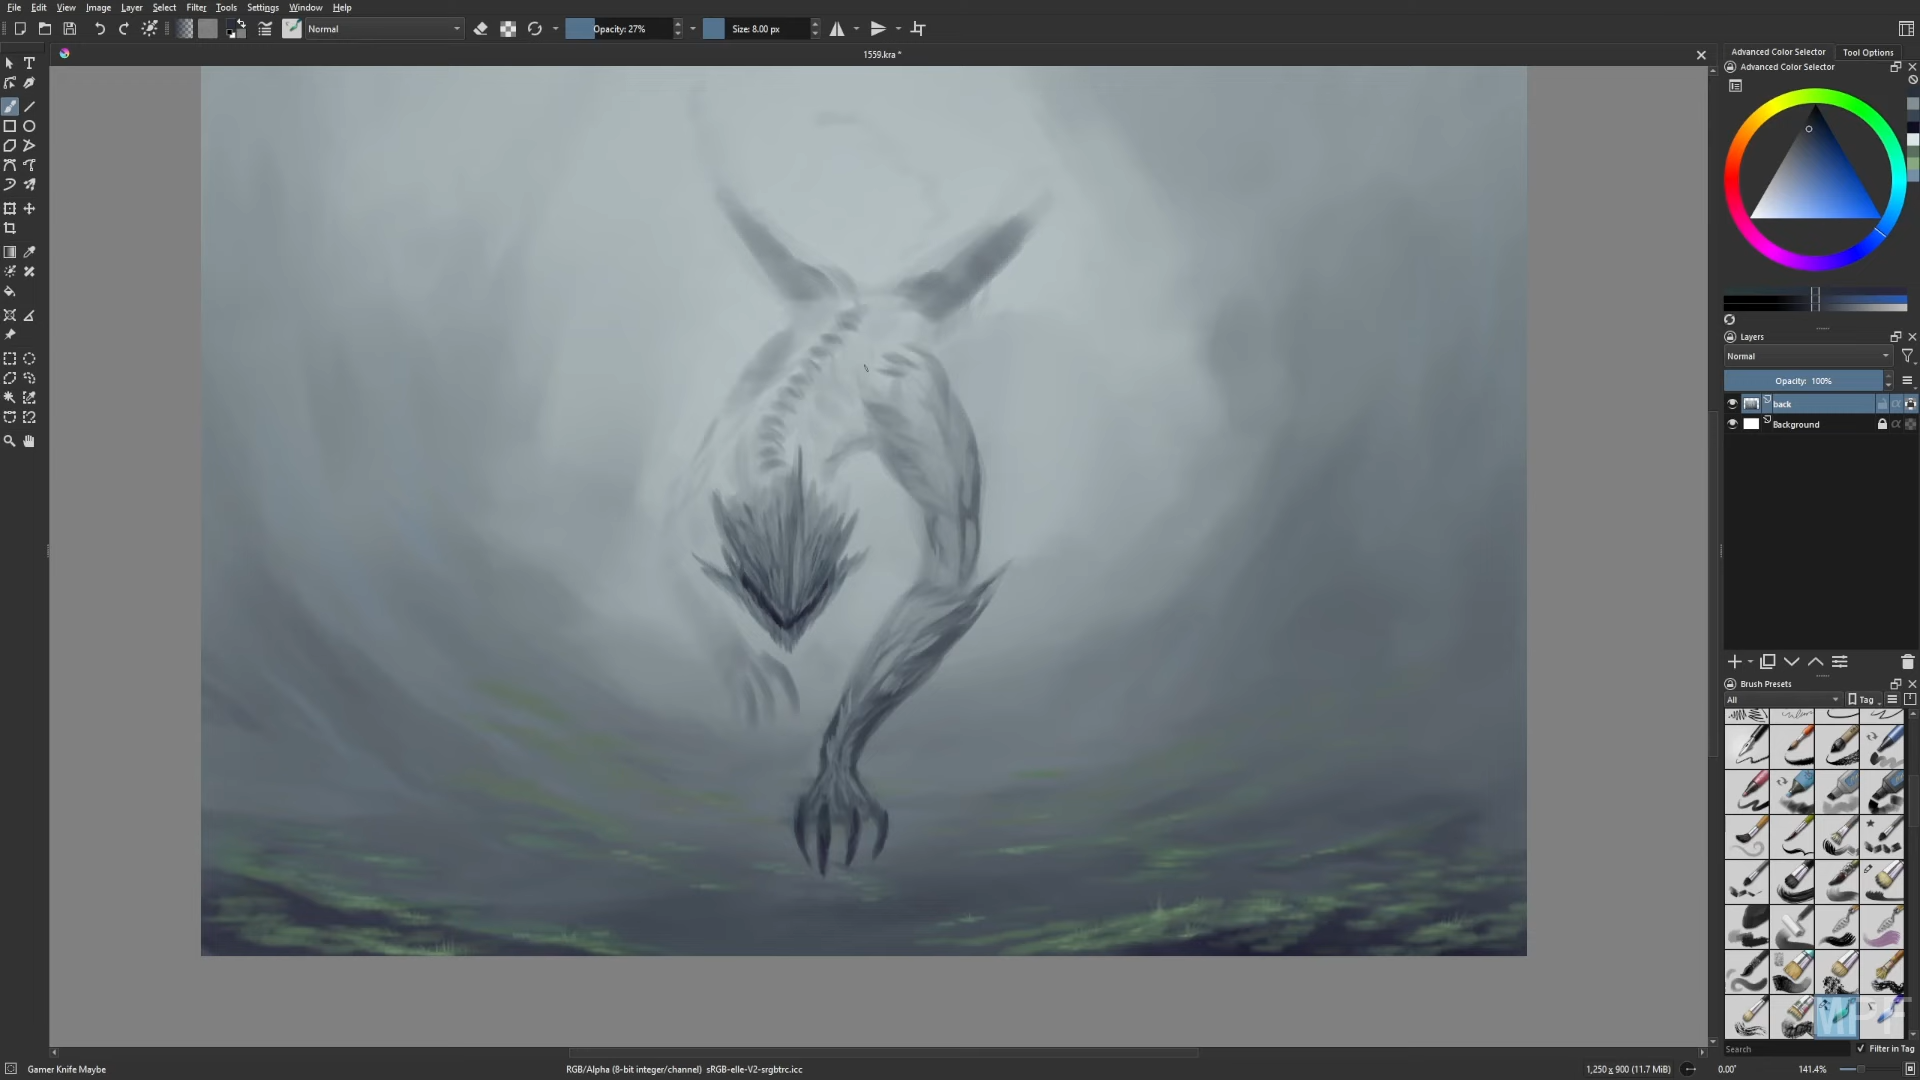 File Edit View Image Layer Select Filter Tools Settings Window Help
Normal Opacity: 27% Size: 8.00 px
1559.kra *
Advanced Color Selector Tool Options
Advanced Color Selector
Layers
Normal
Opacity: 100%
back
Background
Brush Presets
All Tag
MPF
Search Filter in Tag
Gamer Knife Maybe RGB/Alpha (8-bit integer/channel) sRGB-elle-V2-srgbtrc.icc 1,250 x 900 (11.7 MiB) 0.00° 141.4%